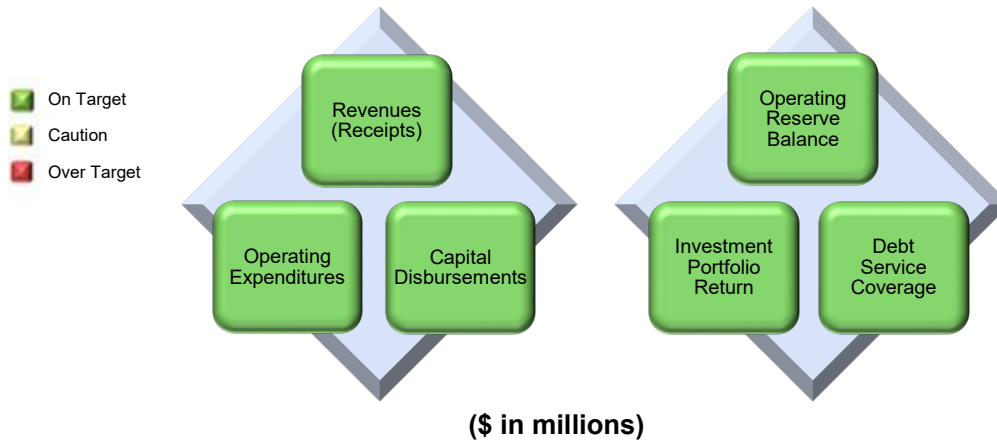 On Target
Caution
Over Target
Revenues
(Receipts)
Operating
Expenditures
Capital
Disbursements
Operating
Reserve
Balance
Investment
Portfolio
Return
Debt
Service
Coverage
($ in millions)